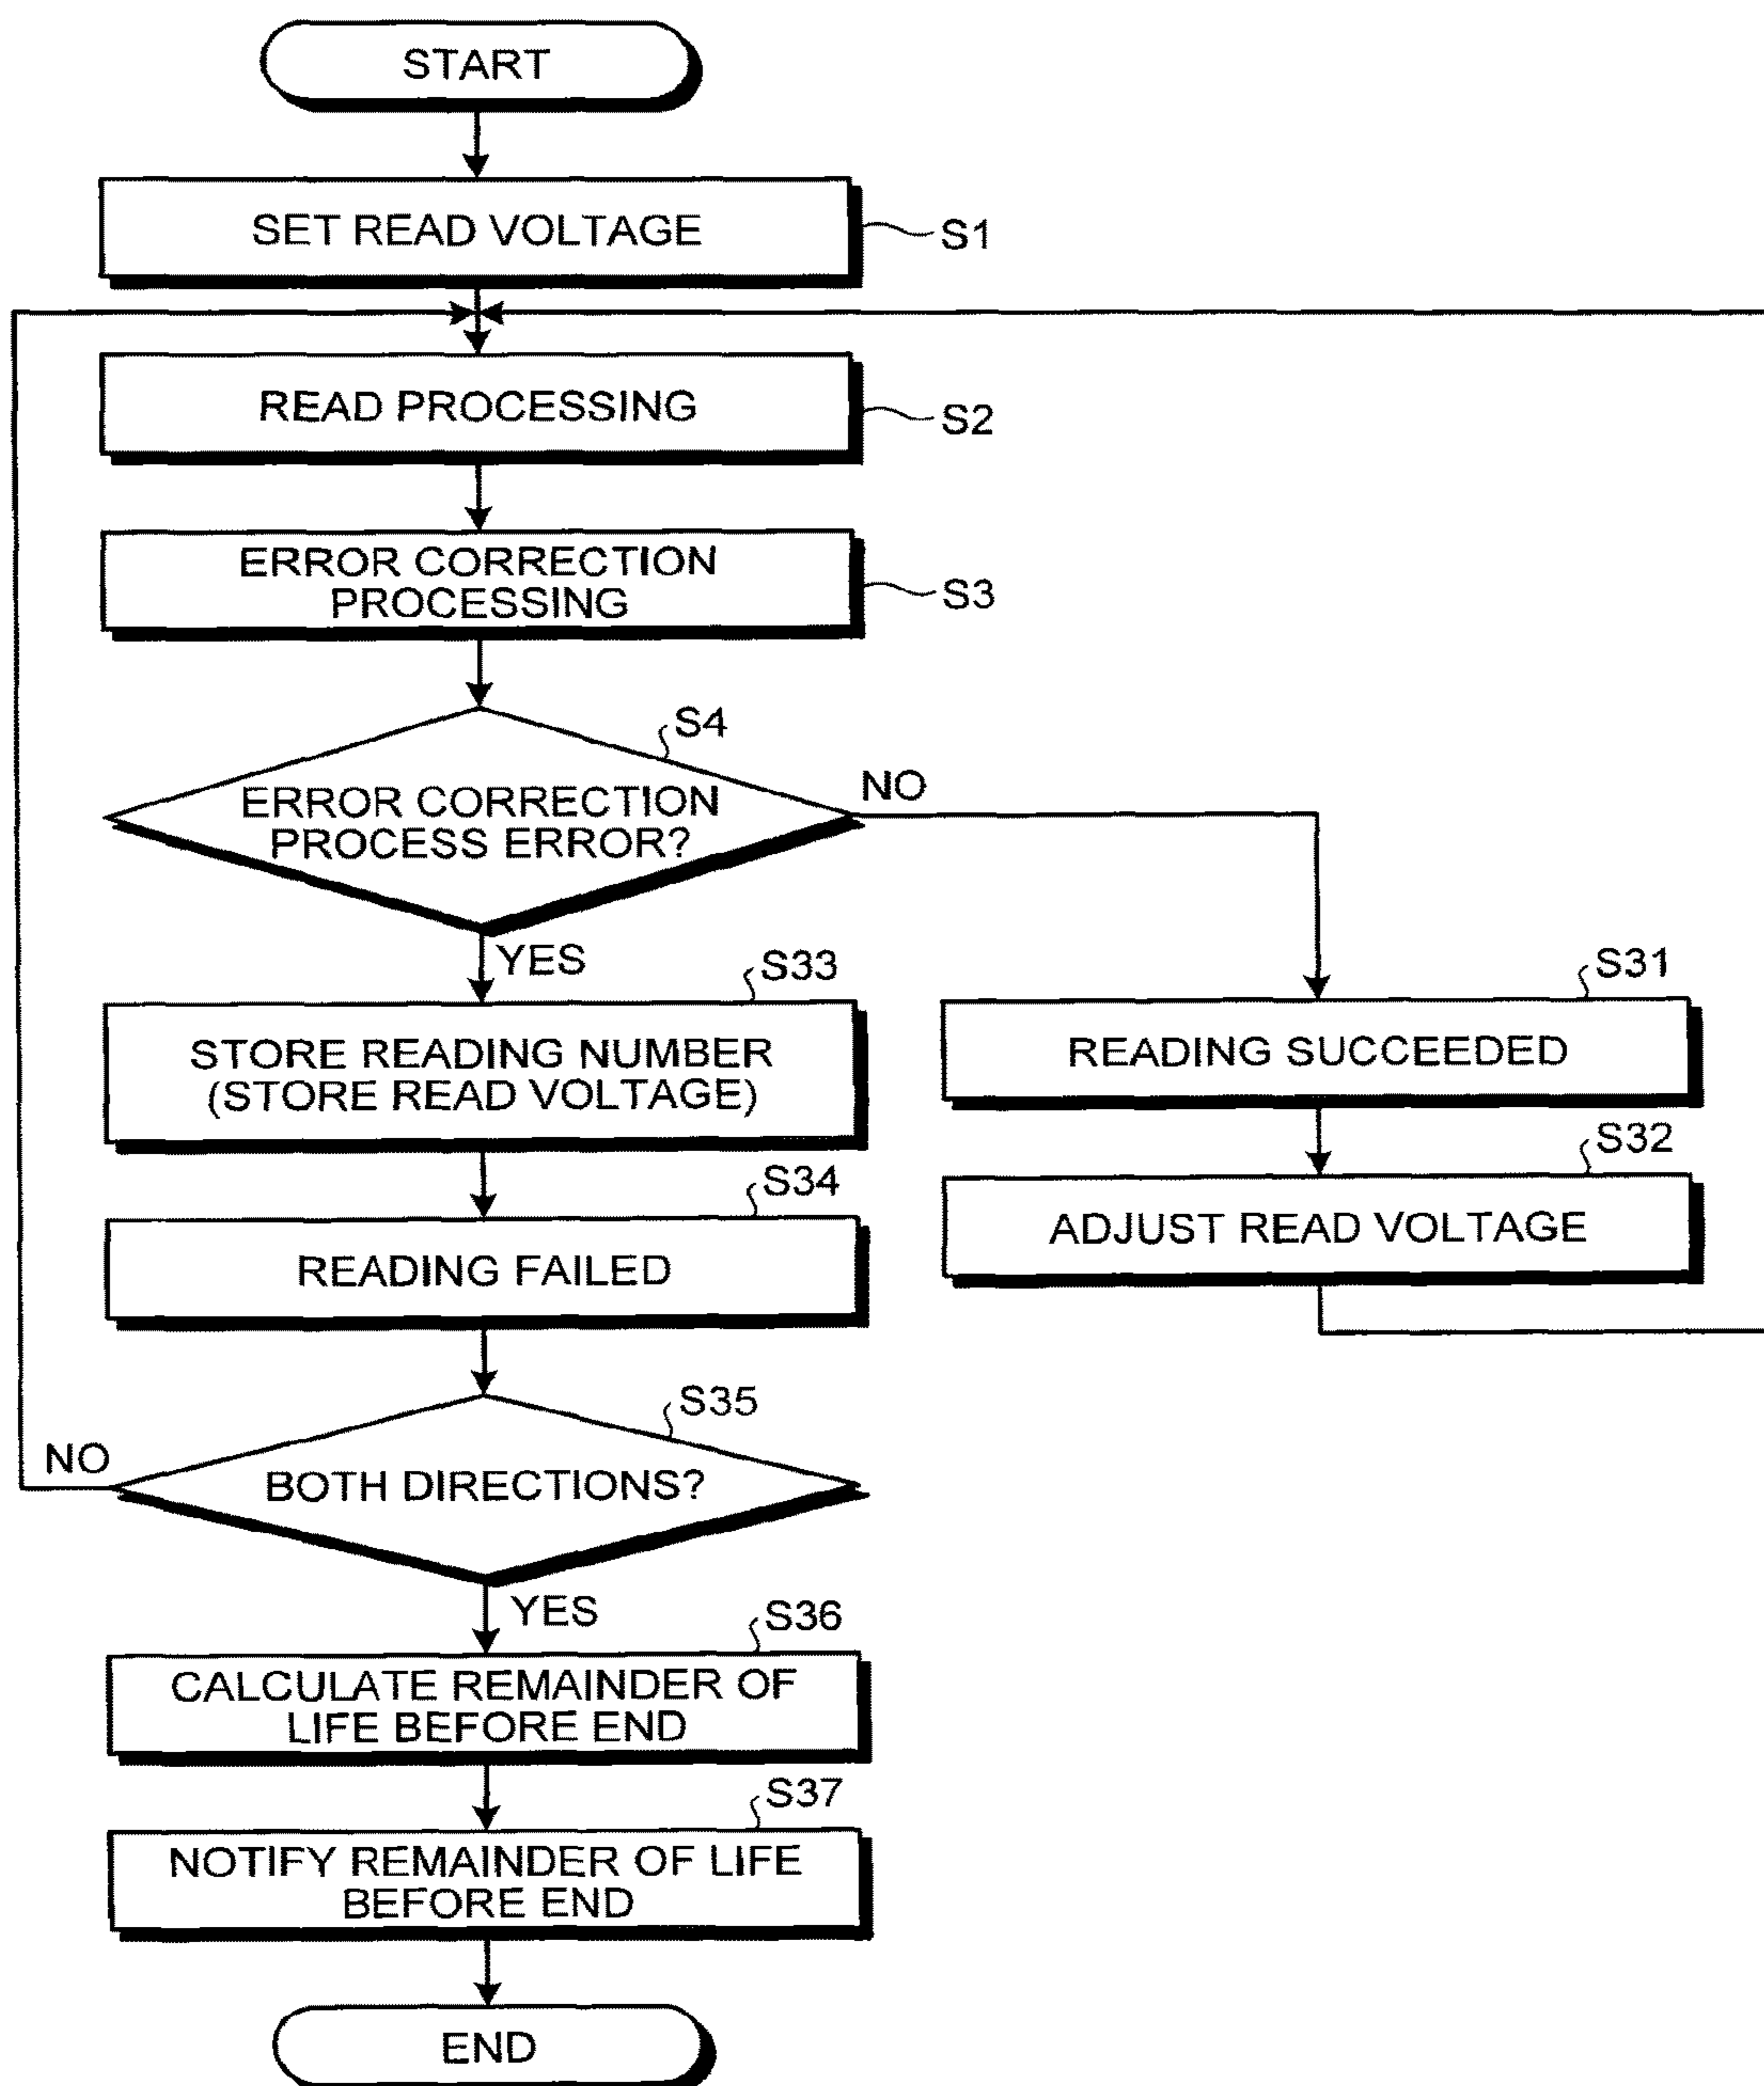 START
SET READ VOLTAGE
S1
READ PROCESSING
S2
ERROR CORRECTION
PROCESSING
S3
S4
ERROR CORRECTION
PROCESS ERROR?
NO
YES
S33
STORE READING NUMBER
(STORE READ VOLTAGE)
S31
READING SUCCEEDED
S34
READING FAILED
S32
ADJUST READ VOLTAGE
S35
NO
BOTH DIRECTIONS?
YES
S36
CALCULATE REMAINDER OF
LIFE BEFORE END
S37
NOTIFY REMAINDER OF LIFE
BEFORE END
END